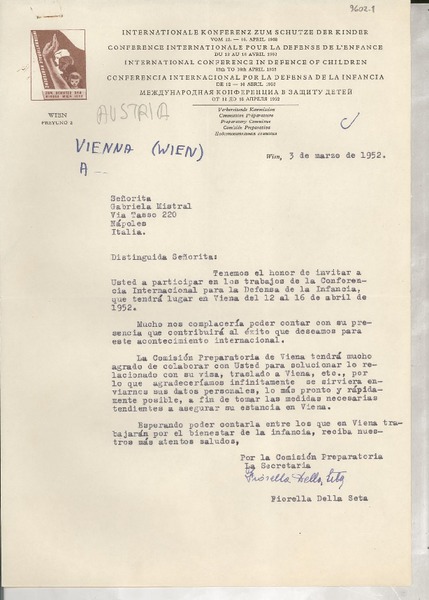 3602.1
INTERNATIONALE KONFERENZ ZUM SCHUTZE DER KINDER
VOM 12. — 16. APRIL 1952
CONFERENCE INTERNATIONALE POUR LA DEFENSE DE L'ENFANCE
DU 12 AU 16 AVRIL 1952
INTERNATIONAL CONFERENCE IN DEFENCE OF CHILDREN
12th TO 16th APRIL 1952
CONFERENCIA INTERNACIONAL POR LA DEFENSA DE LA INFANCIA
DE 12 — 16 ABRIL 1952
МЕЖДУНАРОДНАЯ КОНФЕРЕНЦИЯ В ЗАЩИТУ ДЕТЕЙ
ОТ 12 ДО 16 АПРЕЛЯ 1952
WIEN
FREYUNG 2
AUSTRIA
Vorbereitende Kommission
Commission Preparatoire
Preparatory Commitee
Comisión Preparativa
Подготовительная комиссия
VIENNA (WIEN)
A —
Wien, 3 de marzo de 1952.
Señorita
Gabriela Mistral
Via Tasso 220
Nápoles
Italia.
Distinguida Señorita:
Tenemos el honor de invitar a
Usted a participar en los trabajos de la Conferen-
cia Internacional para la Defensa de la Infancia,
que tendrá lugar en Viena del 12 al 16 de abril de
1952.
Mucho nos complacería poder contar con su pre-
sencia que contribuirá al éxito que deseamos para
este acontecimiento internacional.
La Comisión Preparatoria de Viena tendrá mucho
agrado de colaborar con Usted para solucionar lo re-
lacionado con su visa, traslado a Viena, etc., por
lo que agradeceríamos infinitamente se sirviera en-
viarnos sus datos personales, lo más pronto y rápida-
mente posible, a fin de tomar las medidas necesarias
tendientes a asegurar su estancia en Viena.
Esperando poder contarla entre los que en Viena tra-
bajarán por el bienestar de la infancia, reciba nues-
tros más atentos saludos,
Por la Comisión Preparatoria
La Secretaria
Fiorella Della Seta
Fiorella Della Seta